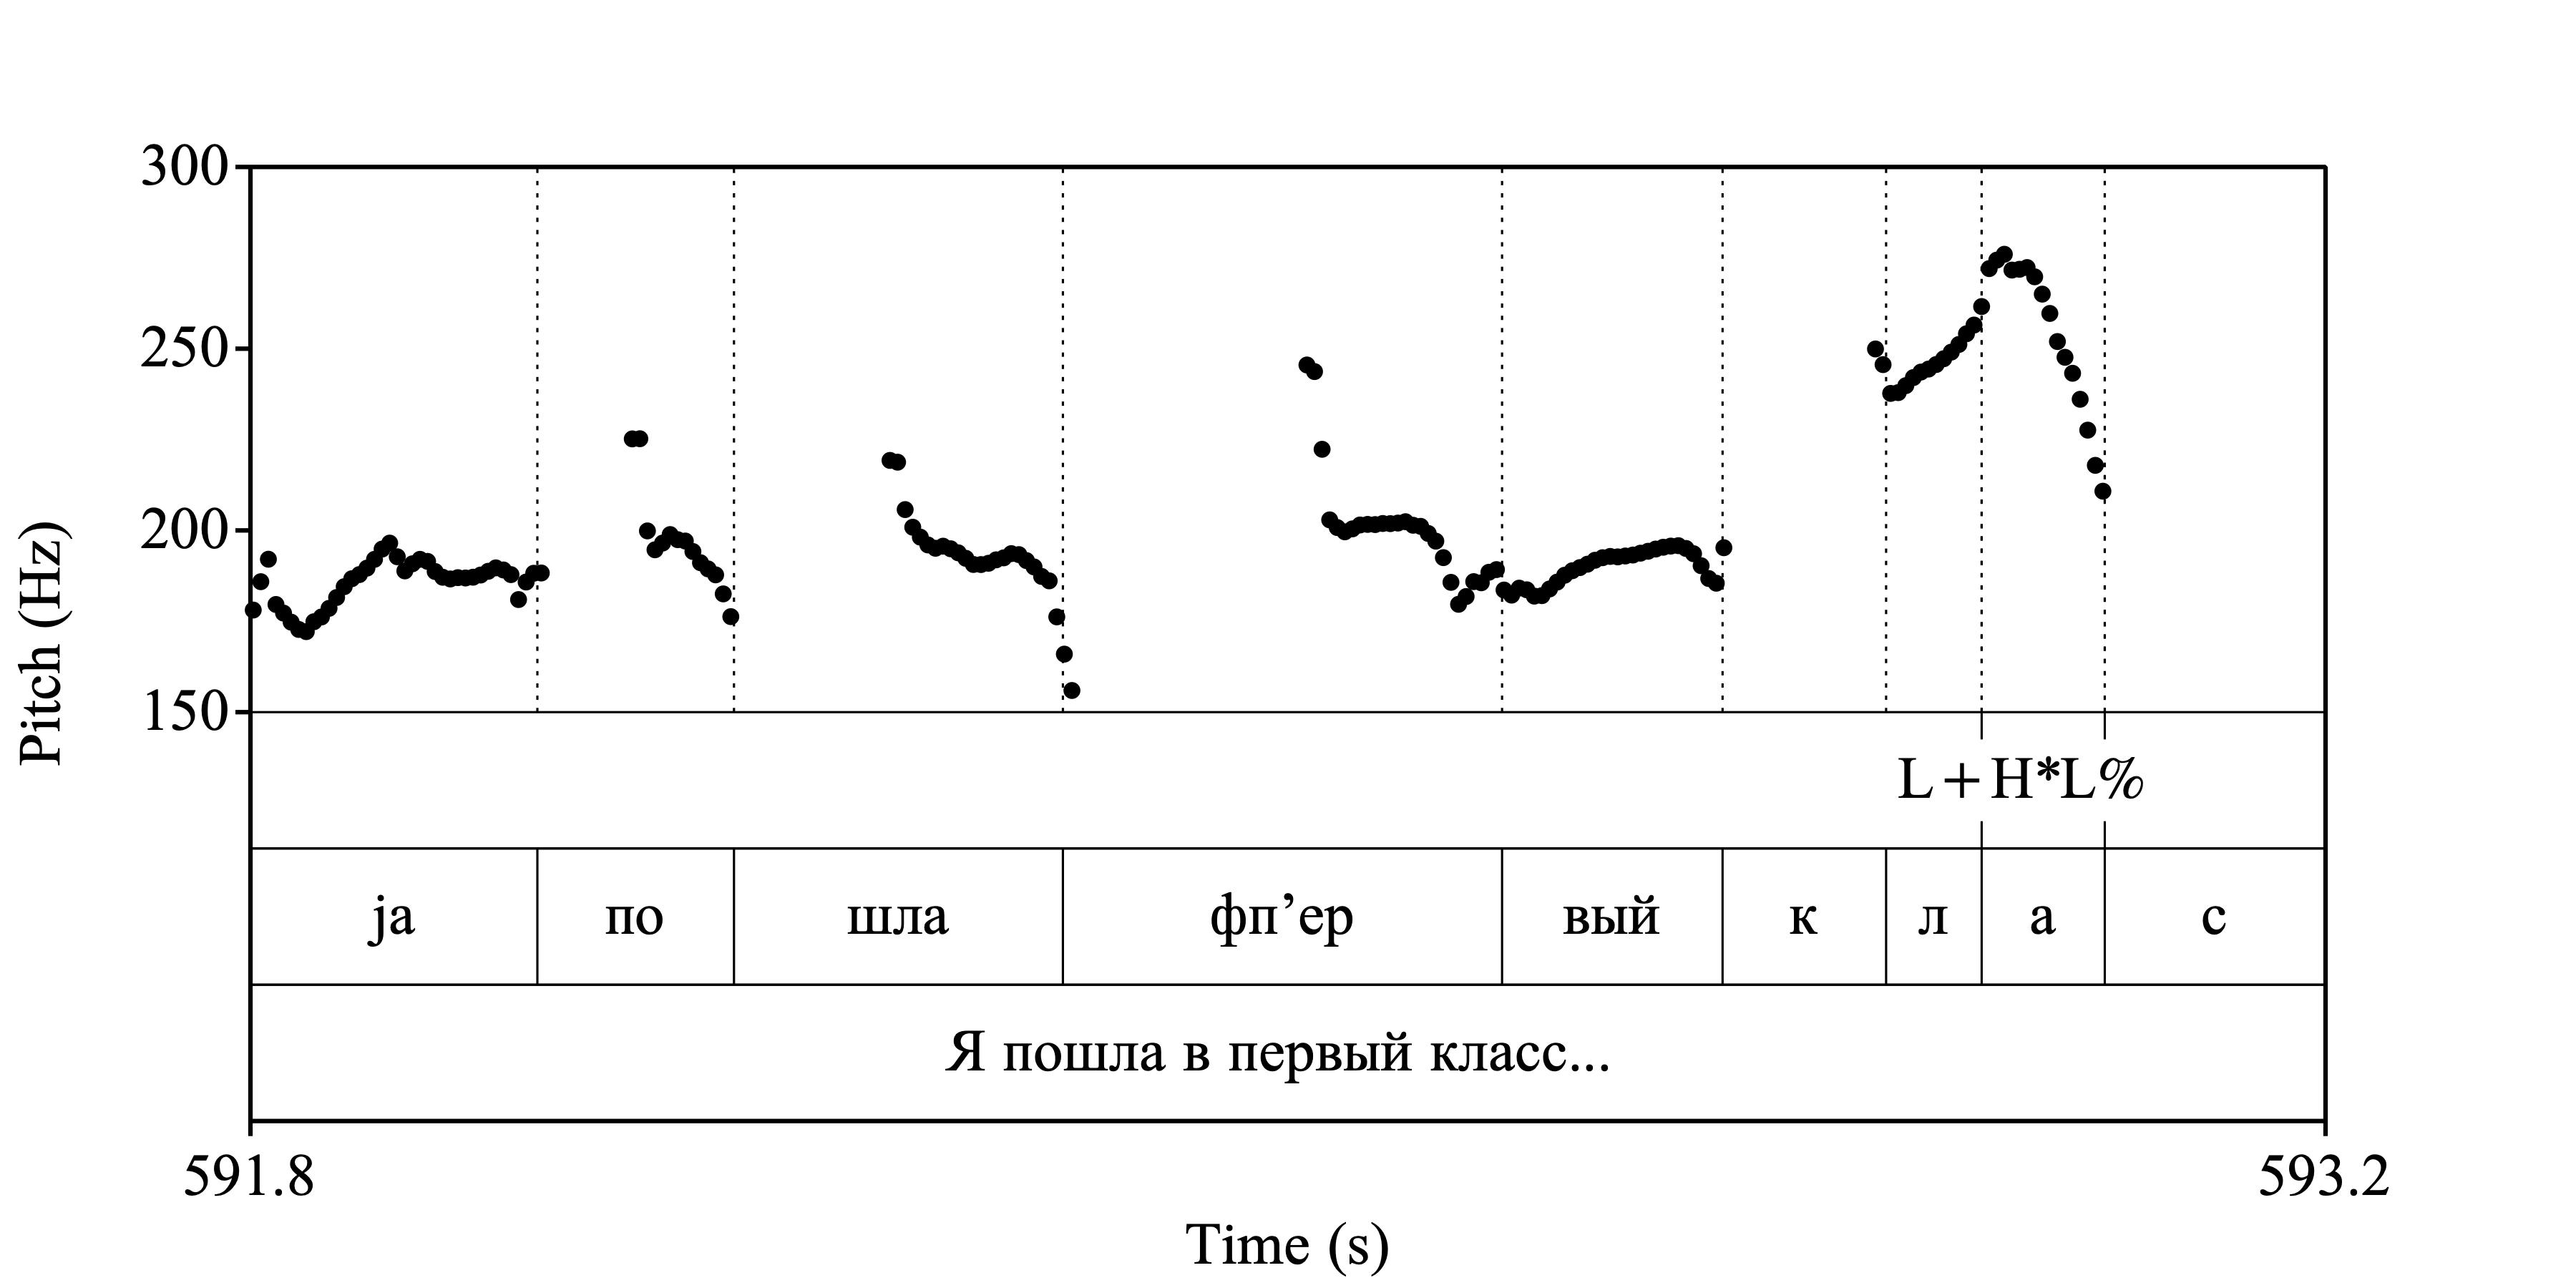 300
250
200
150
Pitch (Hz)
L+H*L%
ја по шла фп’ер вый к л а с
Я пошла в первый класс...
591.8 593.2
Time (s)